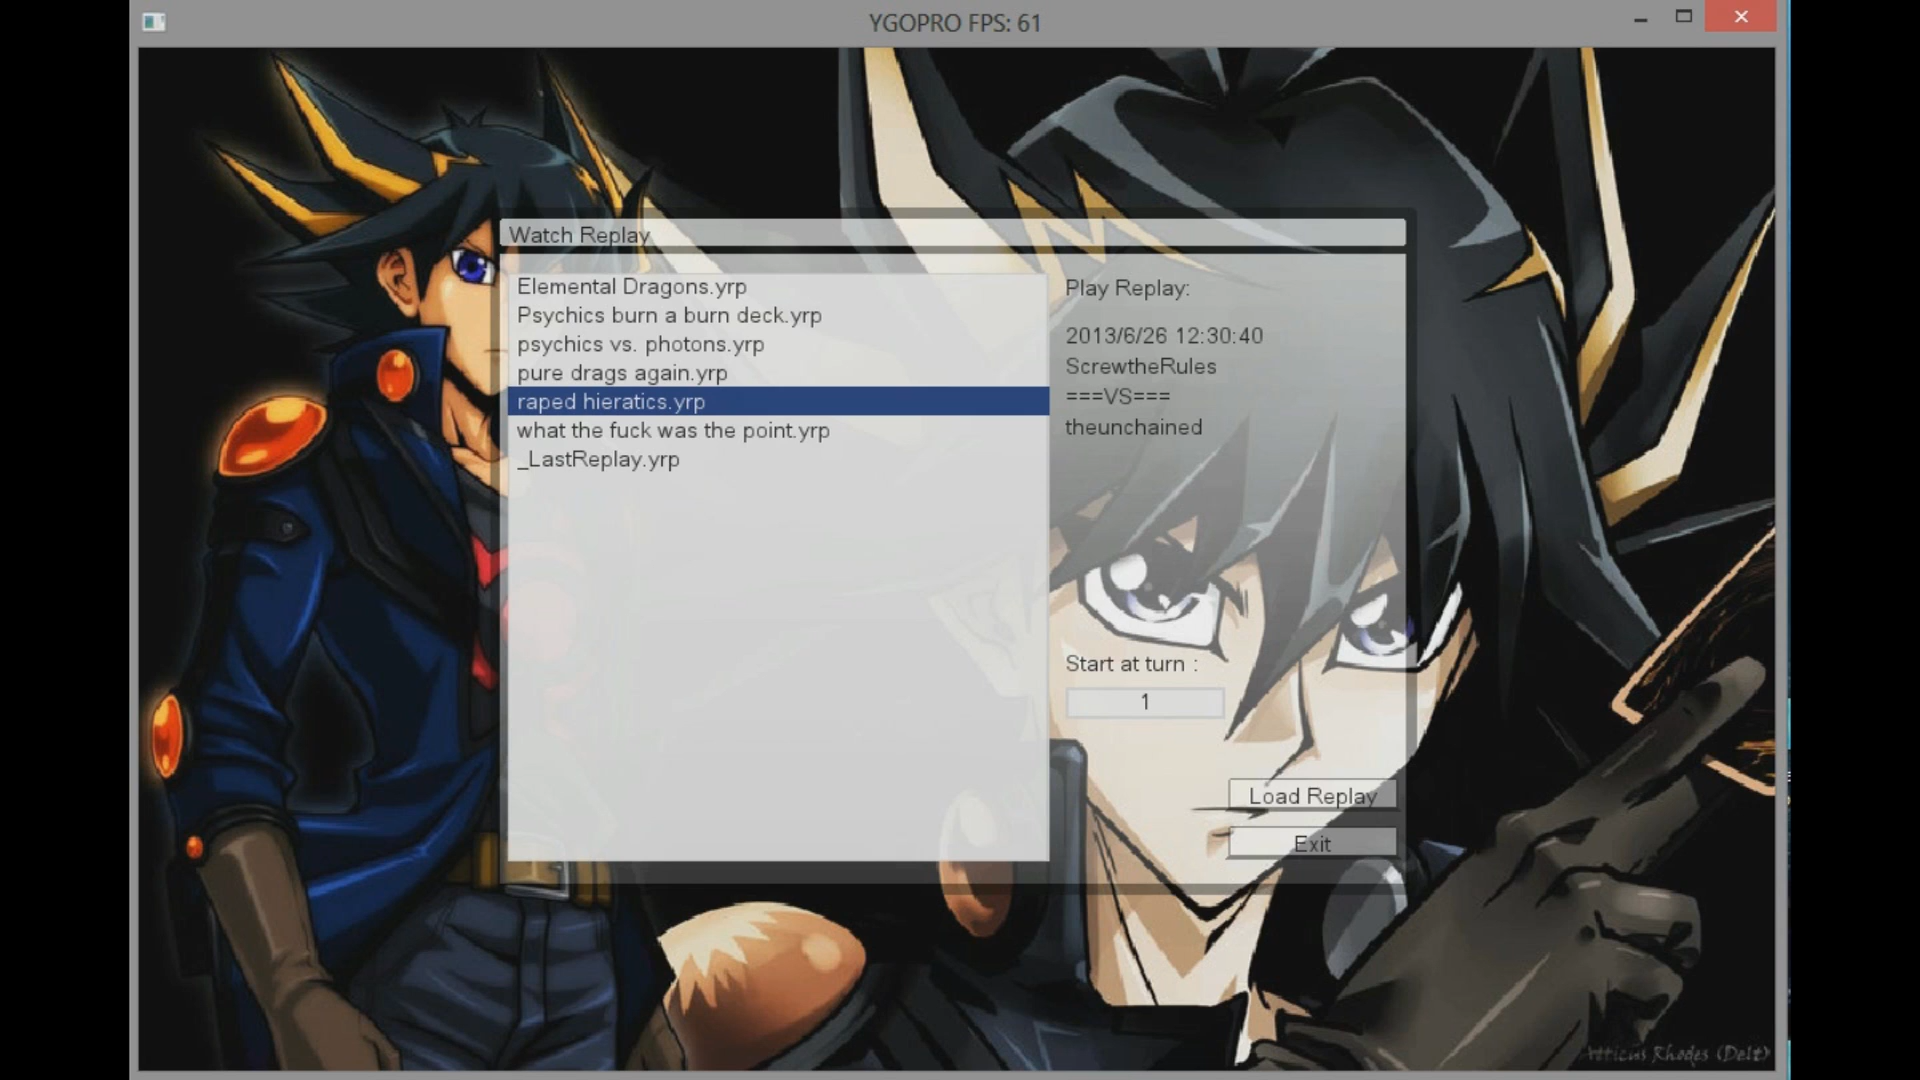 YGOPRO FPS: 61
Watch Replay
Elemental Dragons.yrp
Psychics burn a burn deck.yrp
psychics vs. photons.yrp
pure drags again.yrp
raped hieratics.yrp
what the fuck was the point.yrp
_LastReplay.yrp
Play Replay:
2013/6/26 12:30:40
ScrewtheRules
===VS===
theunchained
Start at turn :
1
Load Replay
Exit
Atticus Rhodes (Delt)